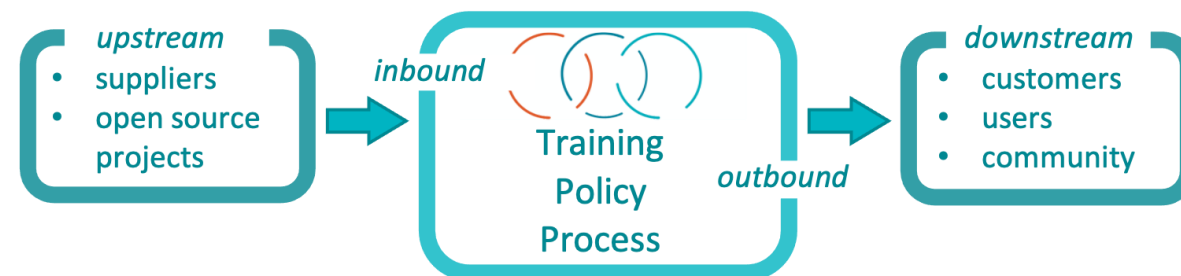 upstream
• suppliers
• open source
projects
inbound
Training
Policy
Process
outbound
downstream
• customers
• users
• community